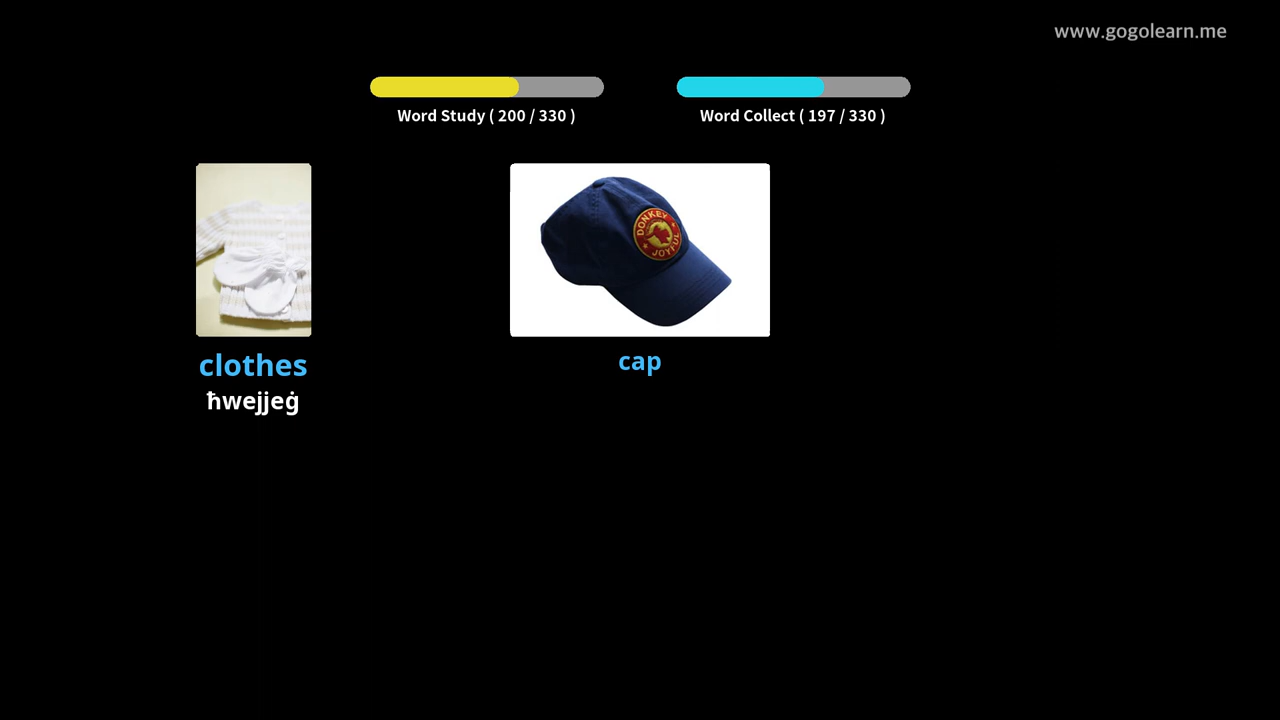 www.gogolearn.me
Word Study ( 200 / 330 )
Word Collect ( 197 / 330 )
DONKEY
JOYFUL
clothes
cap
ħwejjeġ